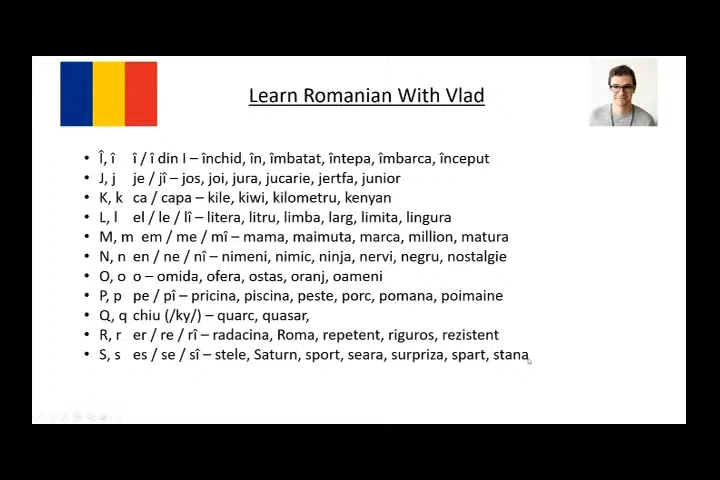 Learn Romanian With Vlad
• Î, î î / î din I – închid, în, îmbatat, întepa, îmbarca, început
• J, j je / jî – jos, joi, jura, jucarie, jertfa, junior
• K, k ca / capa – kile, kiwi, kilometru, kenyan
• L, l el / le / lî – litera, litru, limba, larg, limita, lingura
• M, m em / me / mî – mama, maimuta, marca, million, matura
• N, n en / ne / nî – nimeni, nimic, ninja, nervi, negru, nostalgie
• O, o o – omida, ofera, ostas, oranj, oameni
• P, p pe / pî – pricina, piscina, peste, porc, pomana, poimaine
• Q, q chiu (/ky/) – quarc, quasar,
• R, r er / re / rî – radacina, Roma, repetent, riguros, rezistent
• S, s es / se / sî – stele, Saturn, sport, seara, surpriza, spart, stana